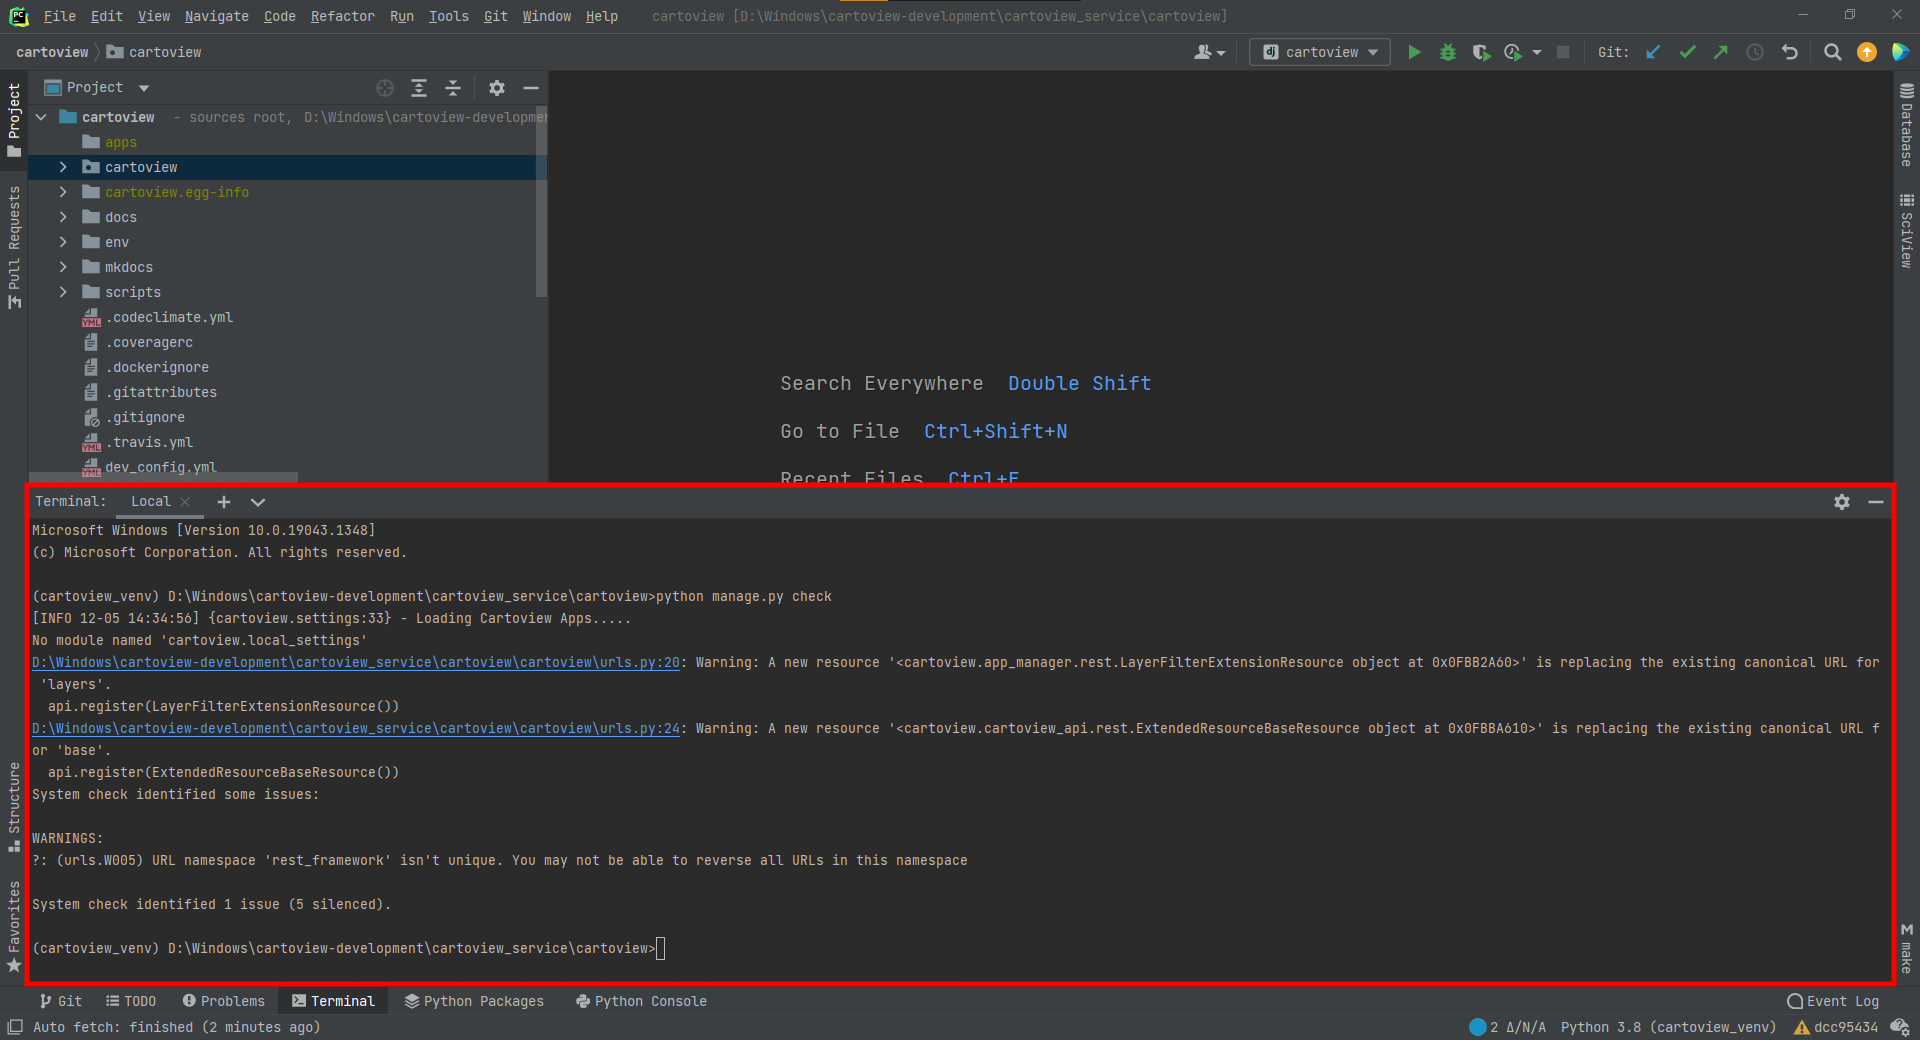 File Edit View Navigate Code Refactor Run Tools Git Window Help cartoview [D:\Windows\cartoview-development\cartoview_service\cartoview]
cartoview cartoview
cartoview Git:
Project
cartoview - sources root, D:\Windows\cartoview-developme
apps
cartoview
cartoview.egg-info
docs
env
mkdocs
scripts
.codeclimate.yml
.coveragerc
.dockerignore
.gitattributes
.gitignore
.travis.yml
dev_config.yml
Project
Pull Requests
Structure
Favorites
Search Everywhere Double Shift
Go to File Ctrl+Shift+N
Recent Files Ctrl+E
Database
SciView
make
Terminal: Local
Microsoft Windows [Version 10.0.19043.1348]
(c) Microsoft Corporation. All rights reserved.
(cartoview_venv) D:\Windows\cartoview-development\cartoview_service\cartoview>python manage.py check
[INFO 12-05 14:34:56] {cartoview.settings:33} - Loading Cartoview Apps.....
No module named 'cartoview.local_settings'
D:\Windows\cartoview-development\cartoview_service\cartoview\cartoview\urls.py:20: Warning: A new resource '<cartoview.app_manager.rest.LayerFilterExtensionResource object at 0x0FBB2A60>' is replacing the existing canonical URL for
'layers'.
api.register(LayerFilterExtensionResource())
D:\Windows\cartoview-development\cartoview_service\cartoview\cartoview\urls.py:24: Warning: A new resource '<cartoview.cartoview_api.rest.ExtendedResourceBaseResource object at 0x0FBBA610>' is replacing the existing canonical URL f
or 'base'.
api.register(ExtendedResourceBaseResource())
System check identified some issues:
WARNINGS:
?: (urls.W005) URL namespace 'rest_framework' isn't unique. You may not be able to reverse all URLs in this namespace
System check identified 1 issue (5 silenced).
(cartoview_venv) D:\Windows\cartoview-development\cartoview_service\cartoview>
Git TODO Problems Terminal Python Packages Python Console Event Log
Auto fetch: finished (2 minutes ago) 2 Δ/N/A Python 3.8 (cartoview_venv) dcc95434